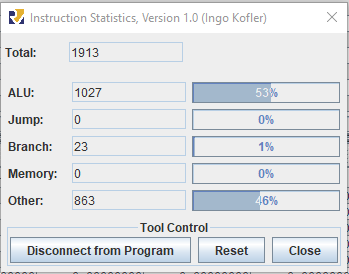 Instruction Statistics, Version 1.0 (Ingo Kofler)
Total: 1913
ALU: 1027 53%
Jump: 0 0%
Branch: 23 1%
Memory: 0 0%
Other: 863 46%
Tool Control
Disconnect from Program Reset Close